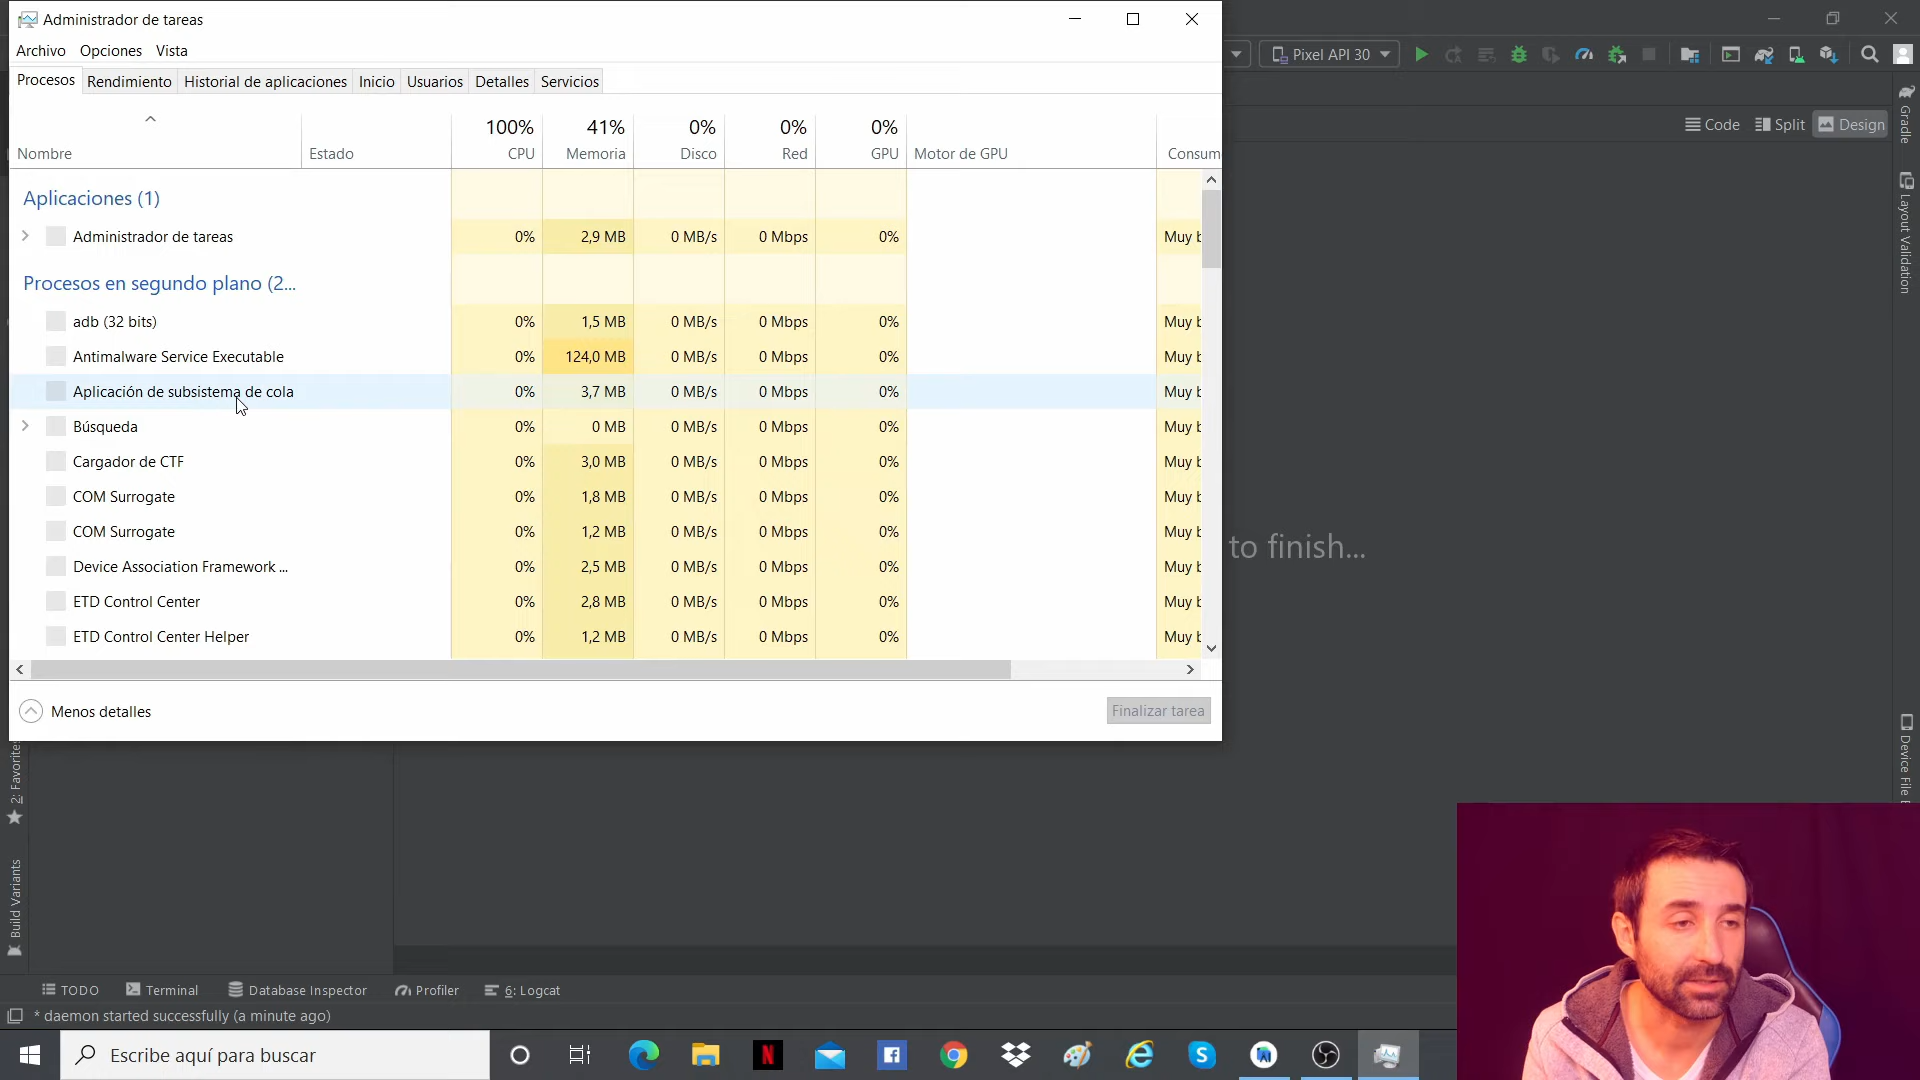 Administrador de tareas
Archivo Opciones Vista
Procesos Rendimiento Historial de aplicaciones Inicio Usuarios Detalles Servicios
100% 41% 0% 0% 0%
Nombre Estado CPU Memoria Disco Red GPU Motor de GPU Consum
Aplicaciones (1)
Administrador de tareas 0% 2,9 MB 0 MB/s 0 Mbps 0% Muy b
Procesos en segundo plano (2...
adb (32 bits) 0% 1,5 MB 0 MB/s 0 Mbps 0% Muy b
Antimalware Service Executable 0% 124,0 MB 0 MB/s 0 Mbps 0% Muy b
Aplicación de subsistema de cola 0% 3,7 MB 0 MB/s 0 Mbps 0% Muy b
Búsqueda 0% 0 MB 0 MB/s 0 Mbps 0% Muy b
Cargador de CTF 0% 3,0 MB 0 MB/s 0 Mbps 0% Muy b
COM Surrogate 0% 1,8 MB 0 MB/s 0 Mbps 0% Muy b
COM Surrogate 0% 1,2 MB 0 MB/s 0 Mbps 0% Muy b
Device Association Framework ... 0% 2,5 MB 0 MB/s 0 Mbps 0% Muy b
ETD Control Center 0% 2,8 MB 0 MB/s 0 Mbps 0% Muy b
ETD Control Center Helper 0% 1,2 MB 0 MB/s 0 Mbps 0% Muy b
Menos detalles
Finalizar tarea
Pixel API 30
Code Split Design
Gradle
Layout Validation
to finish...
Device File E
2: Favorites
Build Variants
TODO Terminal Database Inspector Profiler 6: Logcat
* daemon started successfully (a minute ago)
Escribe aquí para buscar